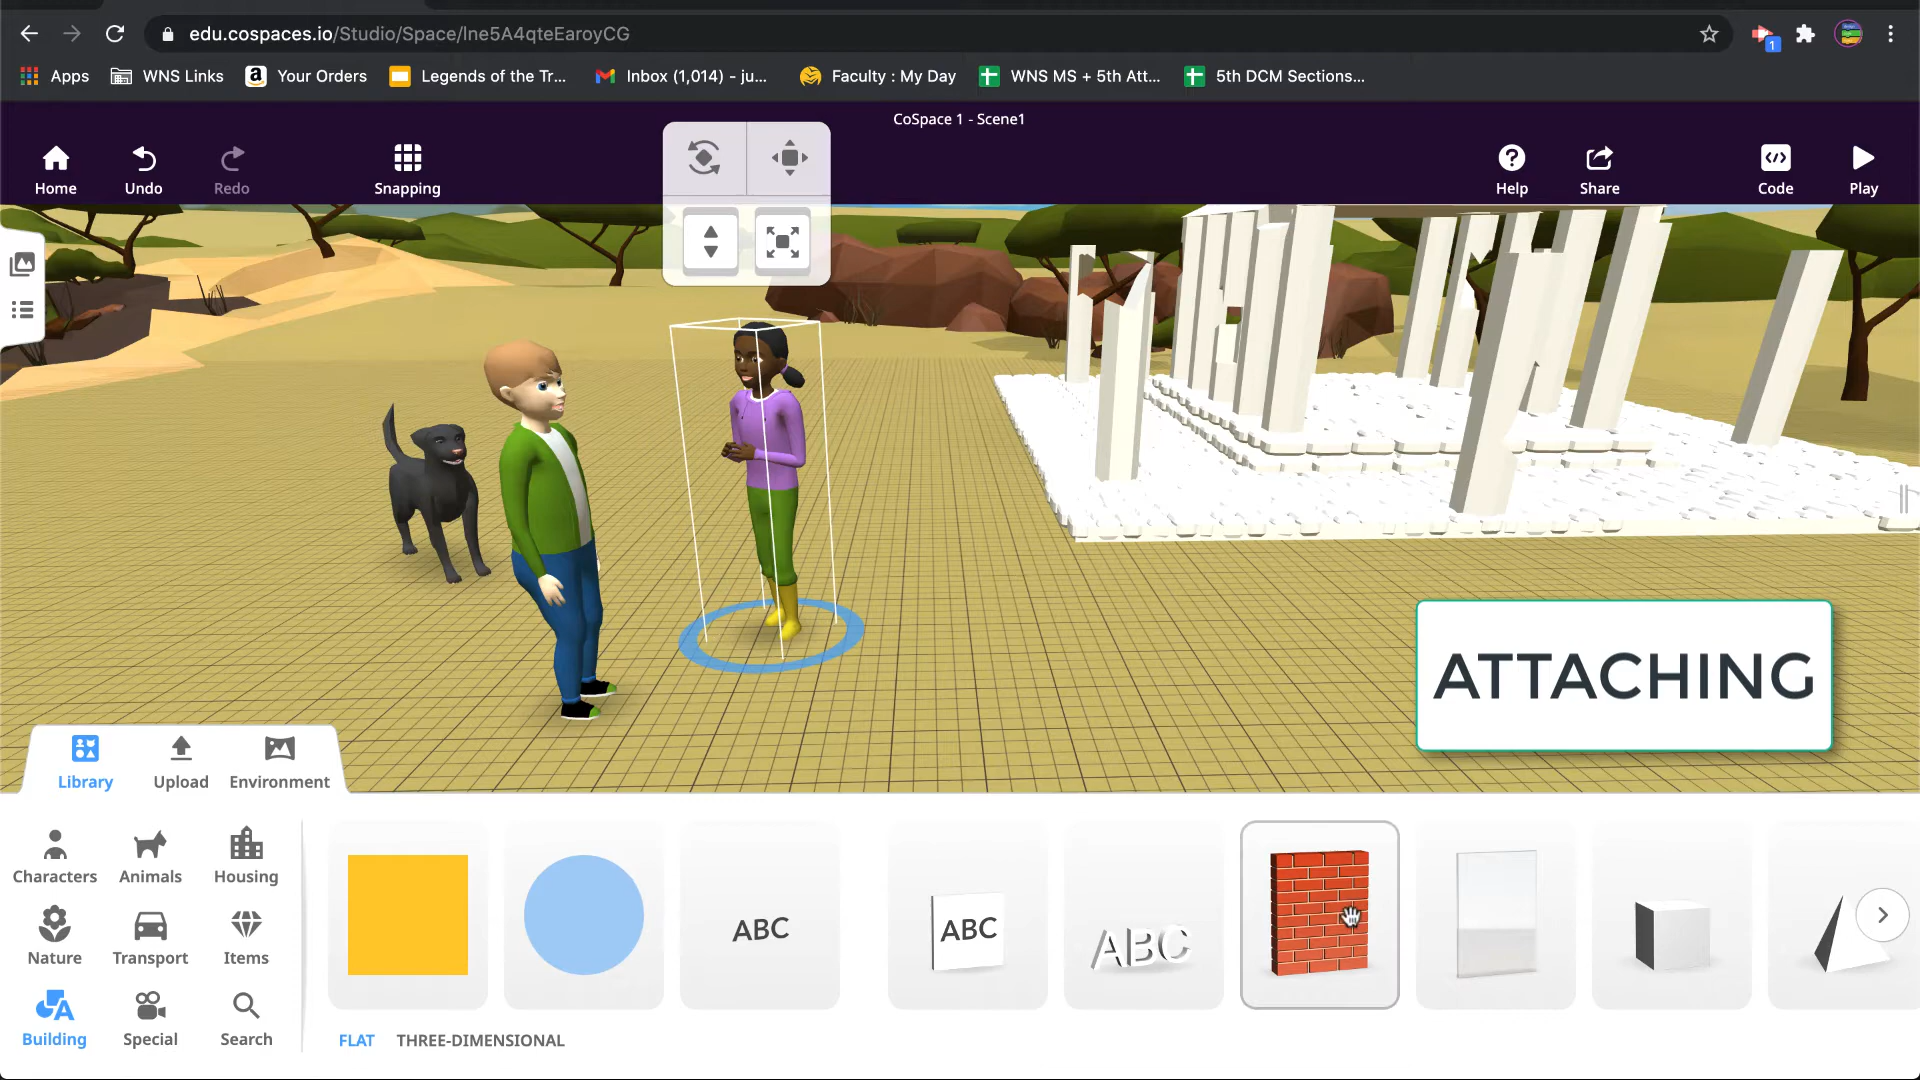 edu.cospaces.io/Studio/Space/lne5A4qteEaroyCG
1
Apps WNS Links Your Orders Legends of the Tr... Inbox (1,014) - ju... Faculty : My Day WNS MS + 5th Att... 5th DCM Sections...
CoSpace 1 - Scene1
Home Undo Redo Snapping Help Share Code Play
ATTACHING
Library Upload Environment
Characters Animals Housing
Nature Transport Items
Building Special Search
ABC
ABC
ABC
FLAT THREE-DIMENSIONAL